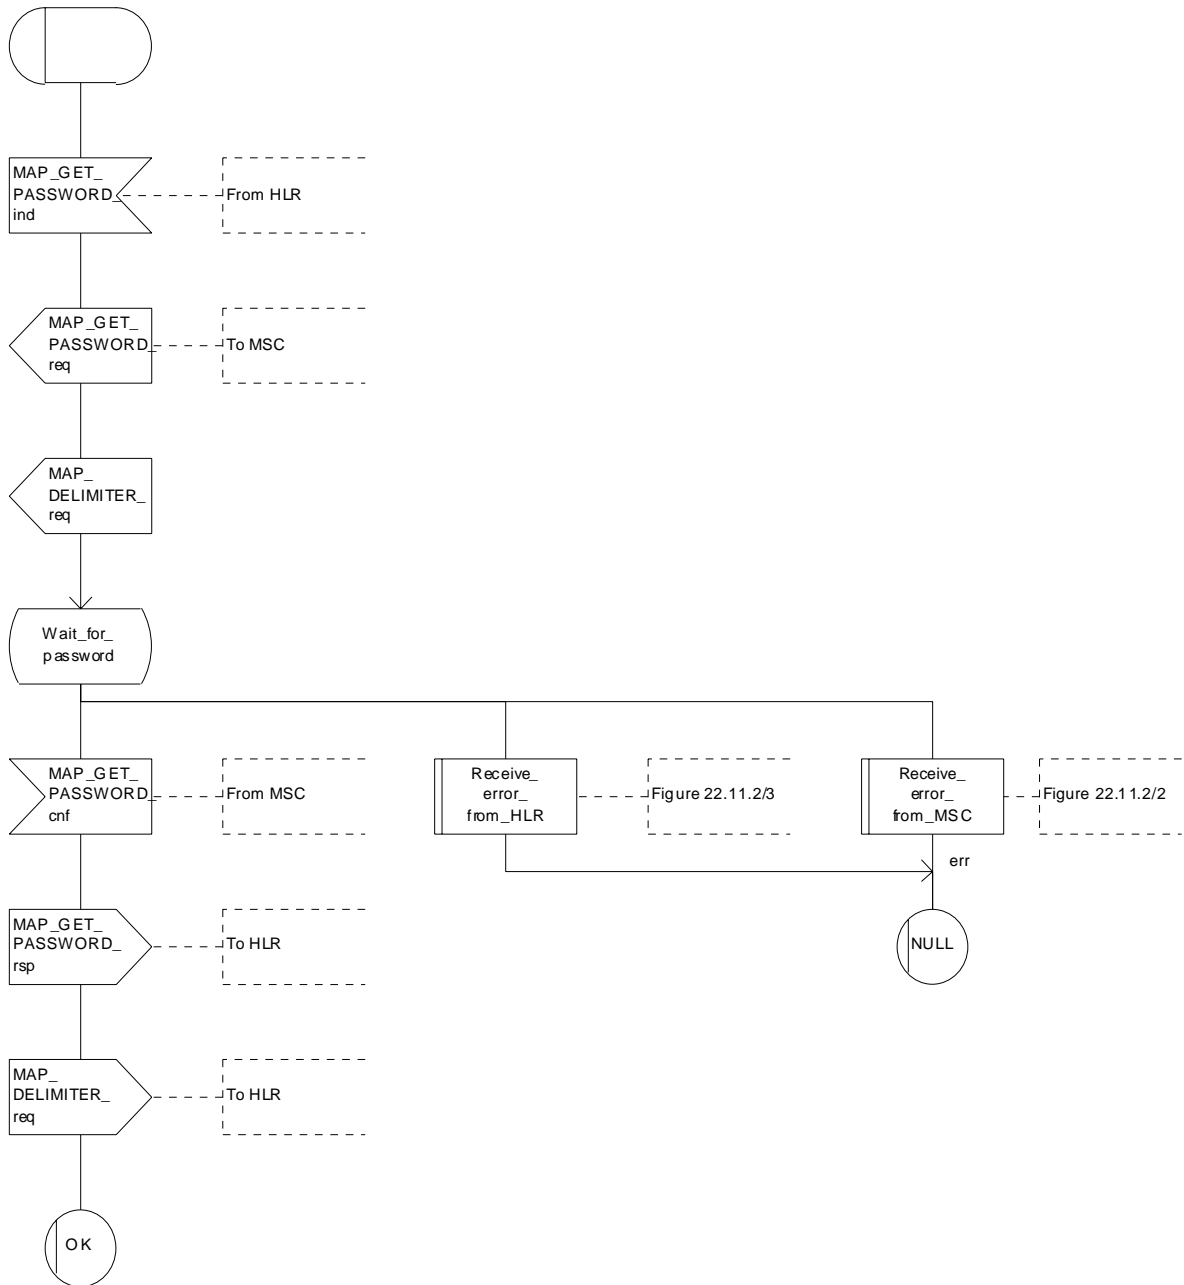 MAP_GET_
PASSWORD_
ind
From HLR
MAP_GET_
PASSWORD_
req
To MSC
MAP_
DELIMITER_
req
Wait_for_
password
MAP_GET_
PASSWORD_
cnf
From MSC
Receive_
error_
from_HLR
Figure 22.11.2/3
Receive_
error_
from_MSC
Figure 22.11.2/2
err
MAP_GET_
PASSWORD_
rsp
To HLR
NULL
MAP_
DELIMITER_
req
To HLR
OK